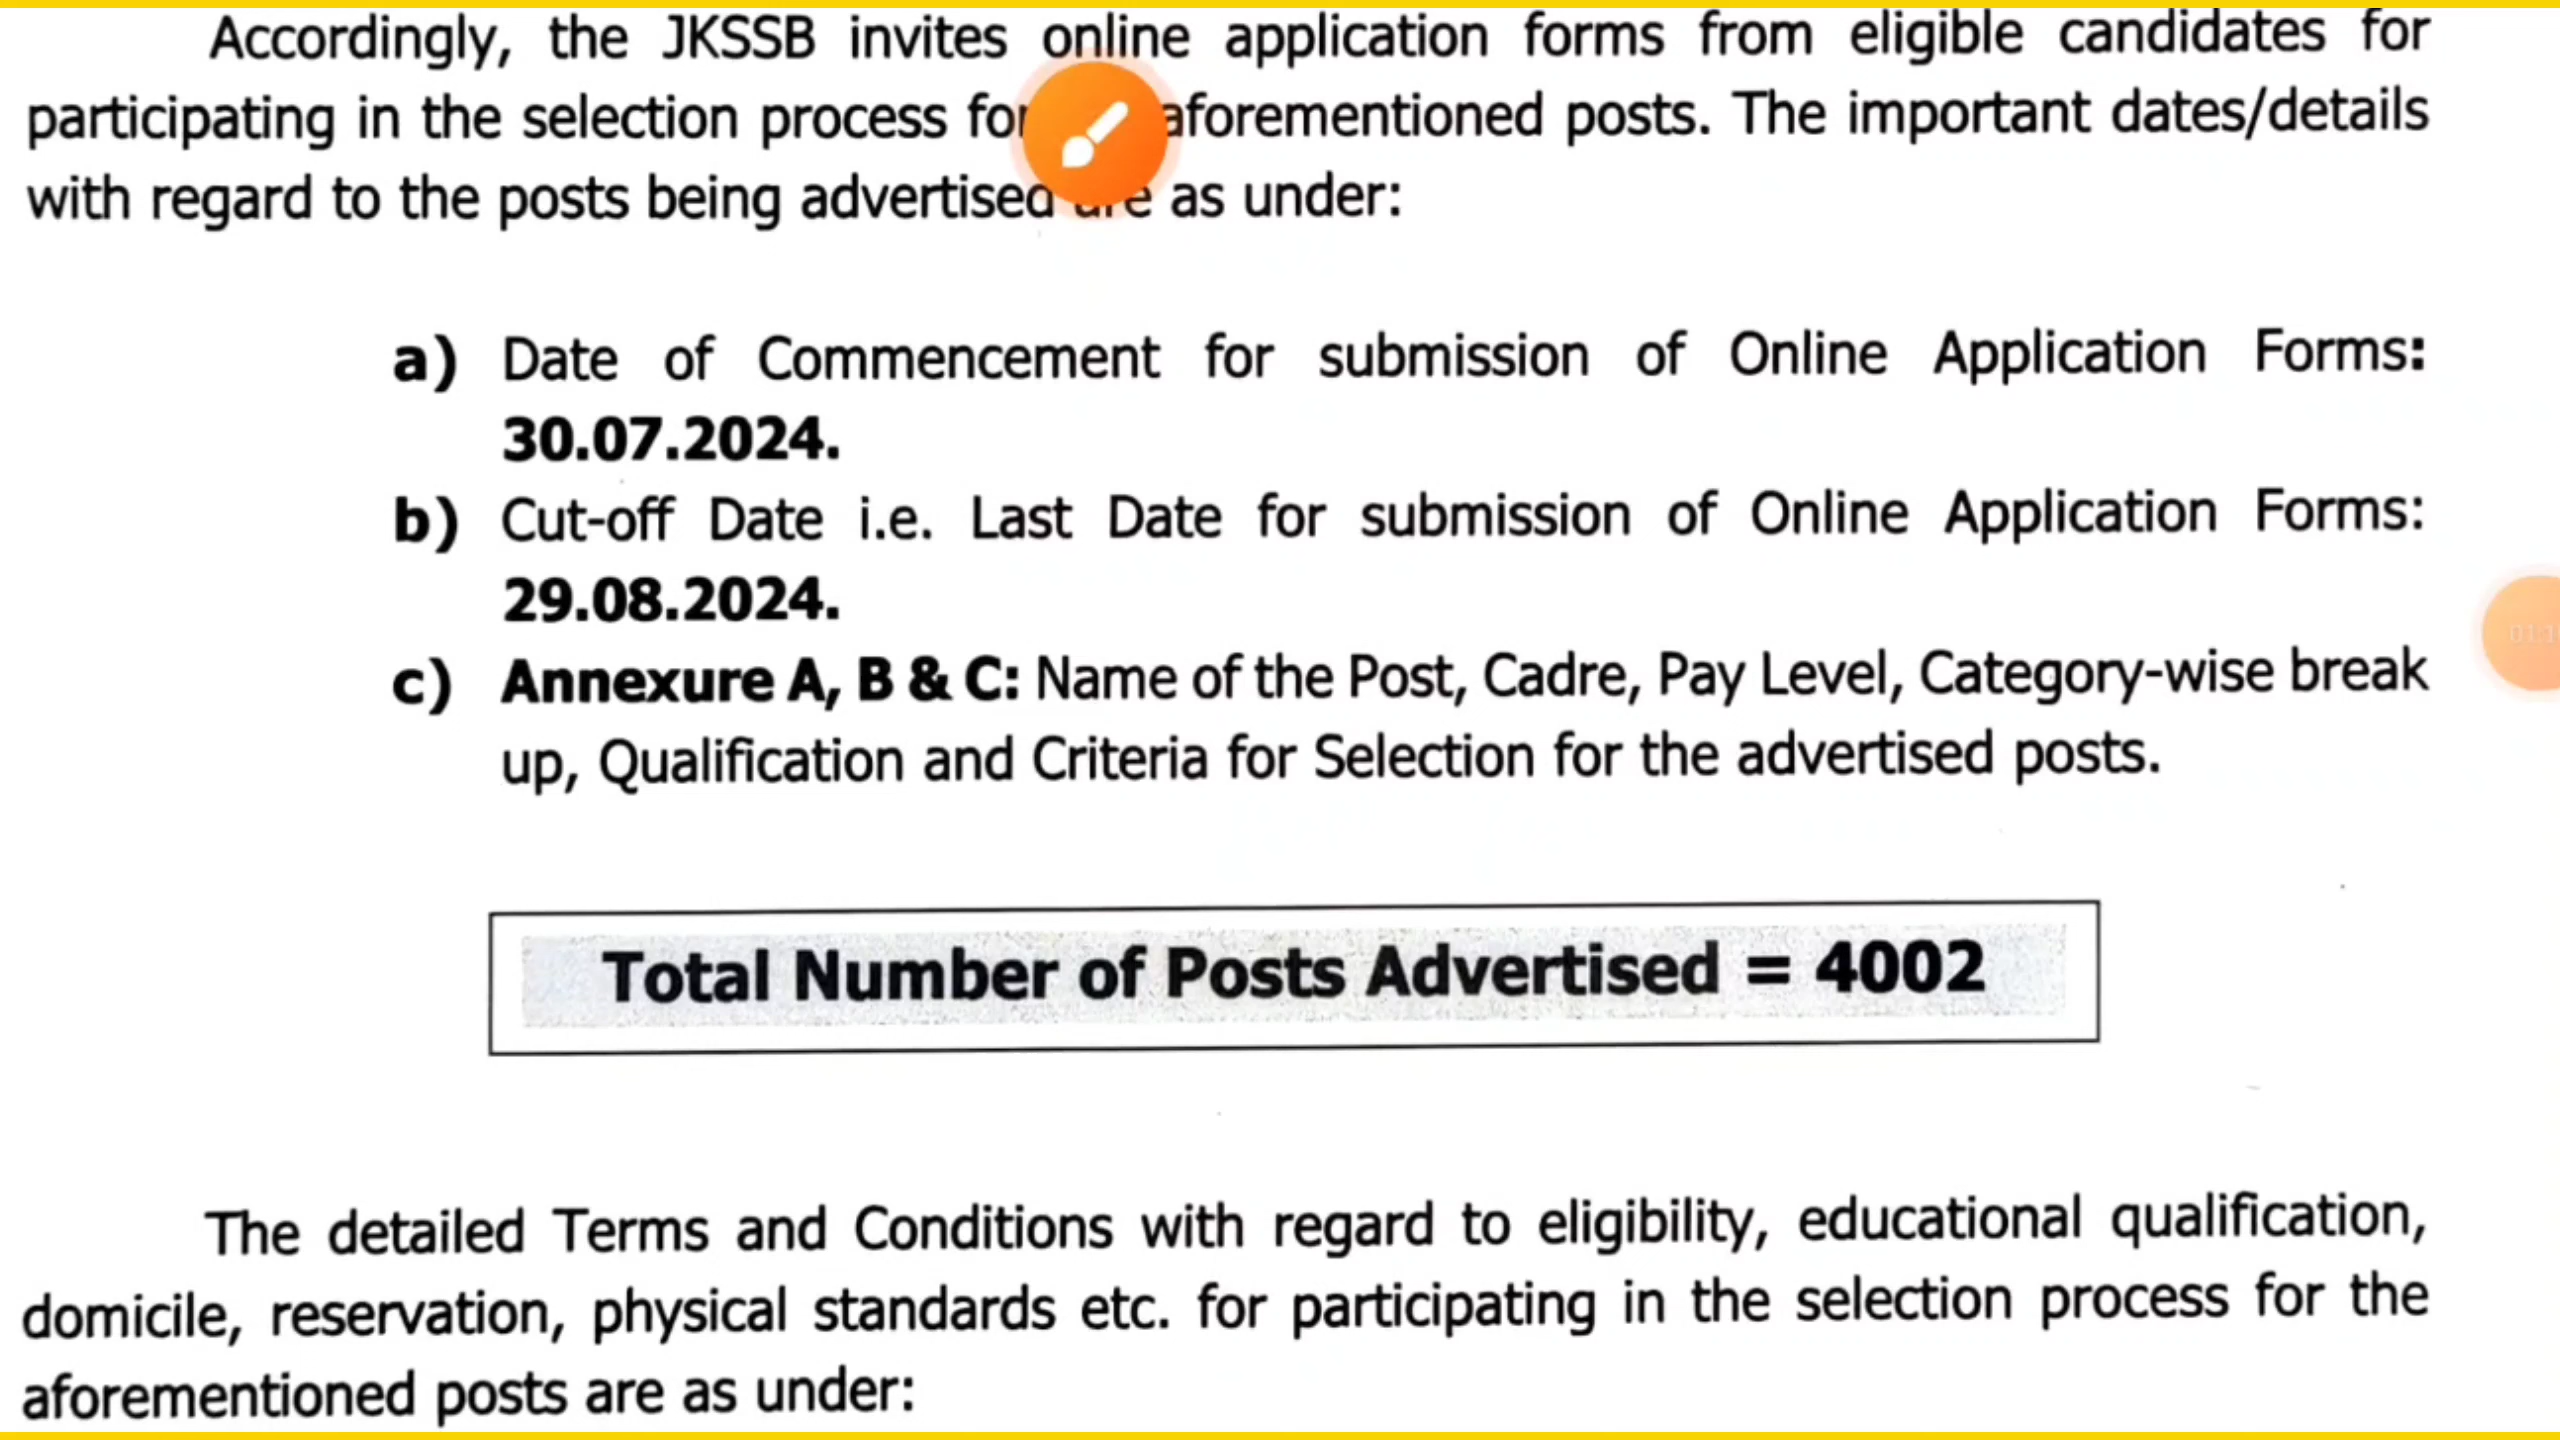 Accordingly, the JKSSB invites online application forms from eligible candidates for
participating in the selection process for aforementioned posts. The important dates/details
with regard to the posts being advertised are as under:
a) Date of Commencement for submission of Online Application Forms:
30.07.2024.
b) Cut-off Date i.e. Last Date for submission of Online Application Forms:
29.08.2024.
c) Annexure A, B & C: Name of the Post, Cadre, Pay Level, Category-wise break
up, Qualification and Criteria for Selection for the advertised posts.
Total Number of Posts Advertised = 4002
The detailed Terms and Conditions with regard to eligibility, educational qualification,
domicile, reservation, physical standards etc. for participating in the selection process for the
aforementioned posts are as under: